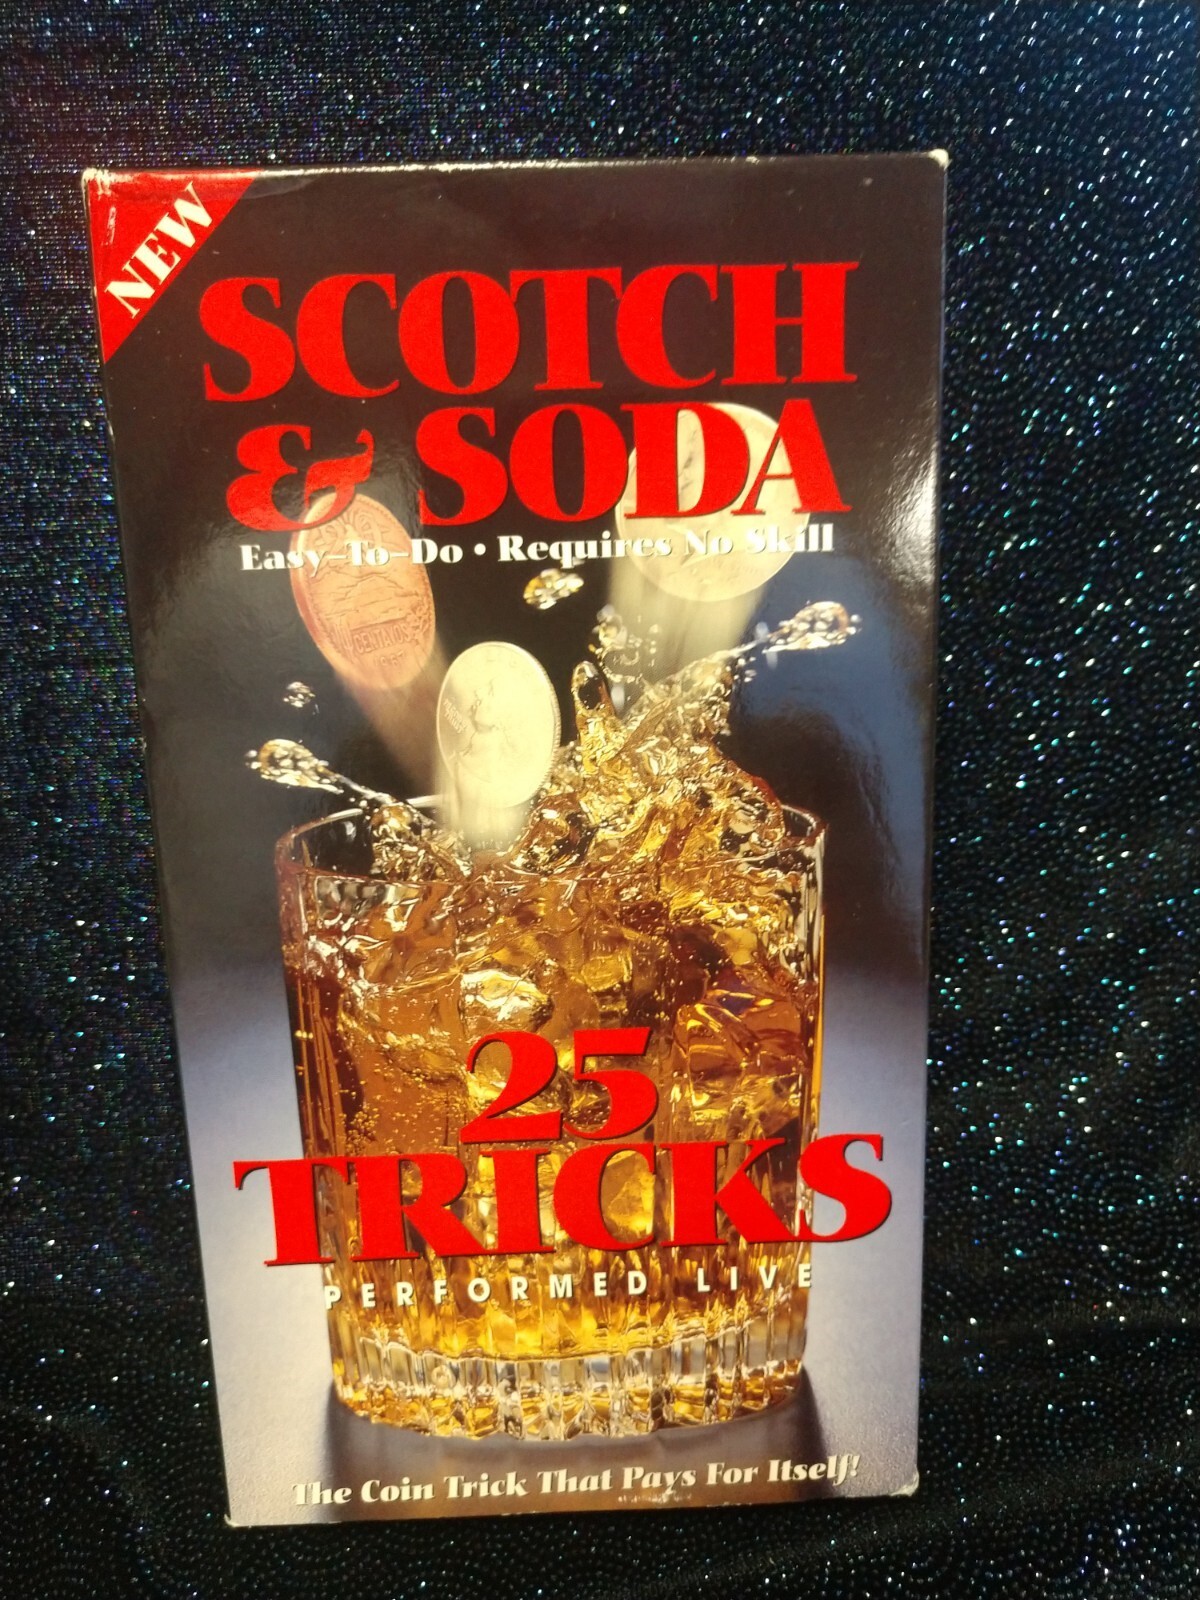 NEW
SCOTCH
& SODA
Easy-To-Do • Requires No Skill
CENTAVOS
25
TRICKS
PERFORMED LIVE
The Coin Trick That Pays For Itself!